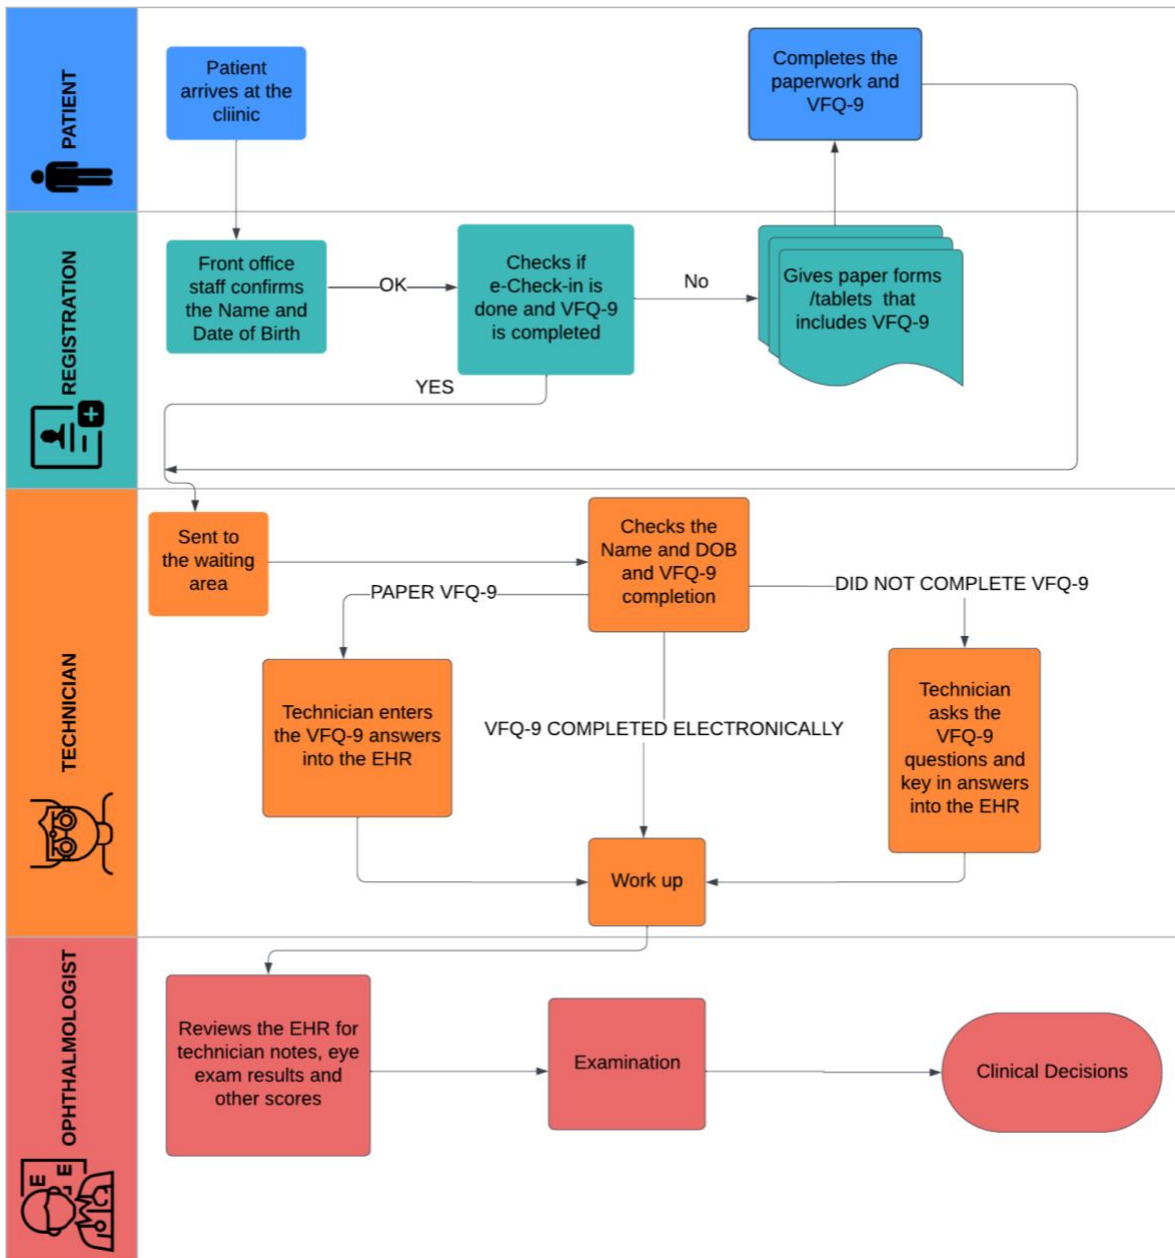 PATIENT
Patient
arrives at the
cliinic
Completes the
paperwork and
VFQ-9
REGISTRATION
Front office
staff confirms
the Name and
Date of Birth
OK
Checks if
e-Check-in is
done and VFQ-9
is completed
No
Gives paper forms
/tablets that
includes VFQ-9
YES
TECHNICIAN
Sent to
the waiting
area
Checks the
Name and DOB
and VFQ-9
completion
PAPER VFQ-9
DID NOT COMPLETE VFQ-9
Technician enters
the VFQ-9 answers
into the EHR
VFQ-9 COMPLETED ELECTRONICALLY
Technician
asks the
VFQ-9
questions and
key in answers
into the EHR
Work up
OPHTHALMOLOGIST
E
E
Reviews the EHR for
technician notes, eye
exam results and
other scores
Examination
Clinical Decisions